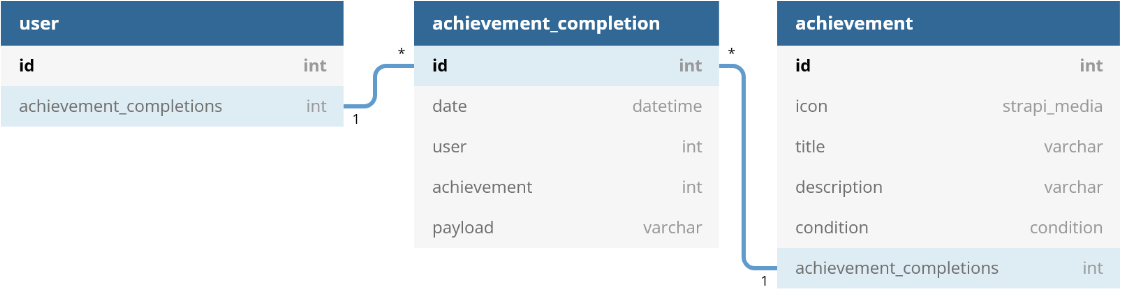 user
id int
achievement_completions int
1
*
achievement_completion
id int
date datetime
user int
achievement int
payload varchar
*
1
achievement
id int
icon strapi_media
title varchar
description varchar
condition condition
achievement_completions int